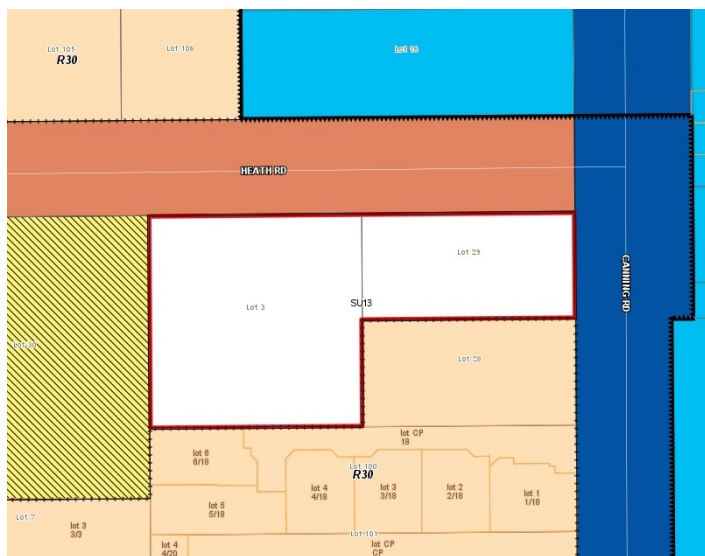 Lot 105
R30
Lot 106
Lot 16
HEATH RD
Lot 29
CANNING RD
SU13
Lot 3
Lot 30
Lot 28
lot CP
18
lot 6
6/18
Lot 100
R30
lot 5
5/18
lot 4
4/18
lot 3
3/18
lot 2
2/18
lot 1
1/18
Lot 7
lot 3
3/3
Lot 101
lot 4
4/20
lot CP
CP